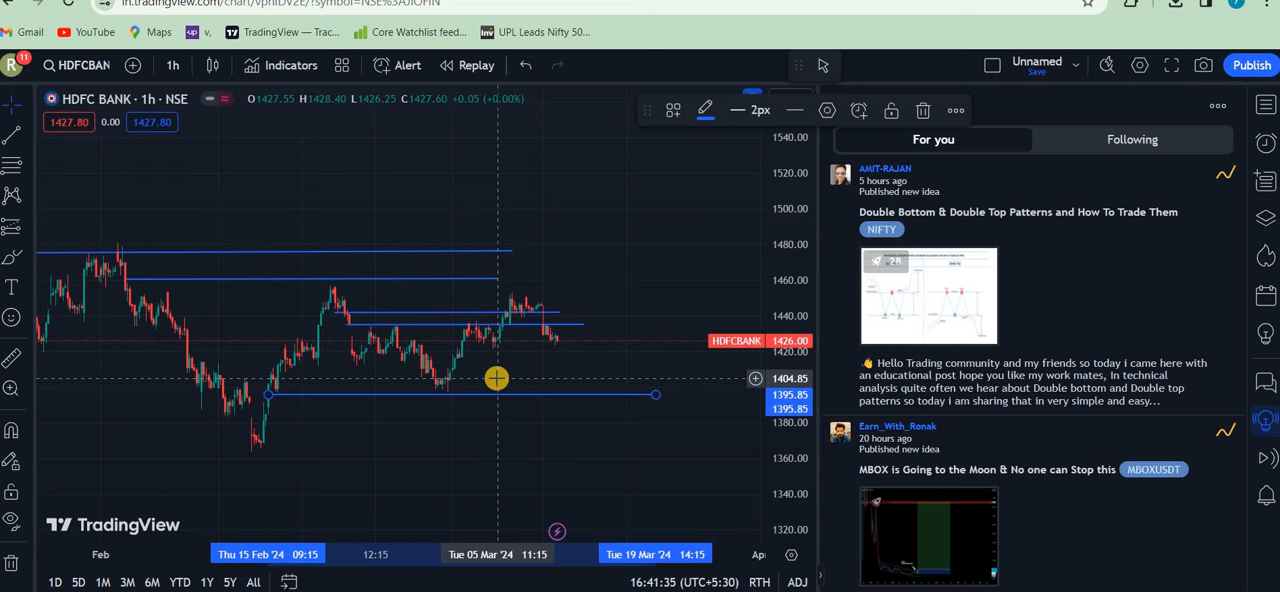 in.tradingview.com/chart/vphIDV2E/?symbol=NSE%3AJIOFIN
Gmail YouTube Maps up v, TradingView — Trac... Core Watchlist feed... Inv UPL Leads Nifty 50...
R 11 HDFCBAN 1h Indicators Alert Replay Unnamed Save Publish
HDFC BANK · 1h · NSE O1427.55 H1428.40 L1426.25 C1427.60 +0.05 (+0.00%)
1427.80 0.00 1427.80
2px
For you Following
1540.00
1520.00
1500.00
1480.00
1460.00
1440.00
HDFCBANK 1426.00
1420.00
1404.85
1395.85
1395.85
1380.00
1360.00
1340.00
1320.00
AMIT-RAJAN
5 hours ago
Published new idea
Double Bottom & Double Top Patterns and How To Trade Them
NIFTY
28
👋 Hello Trading community and my friends so today i came here with
an educational post hope you like my work mates, In technical
analysis quite often we hear about Double bottom and Double top
patterns so today i am sharing that in very simple and easy...
Earn_With_Ronak
20 hours ago
Published new idea
MBOX is Going to the Moon & No one can Stop this MBOXUSDT
TradingView
Feb Thu 15 Feb '24 09:15 12:15 Tue 05 Mar '24 11:15 Tue 19 Mar '24 14:15 Ap
1D 5D 1M 3M 6M YTD 1Y 5Y All 16:41:35 (UTC+5:30) RTH ADJ